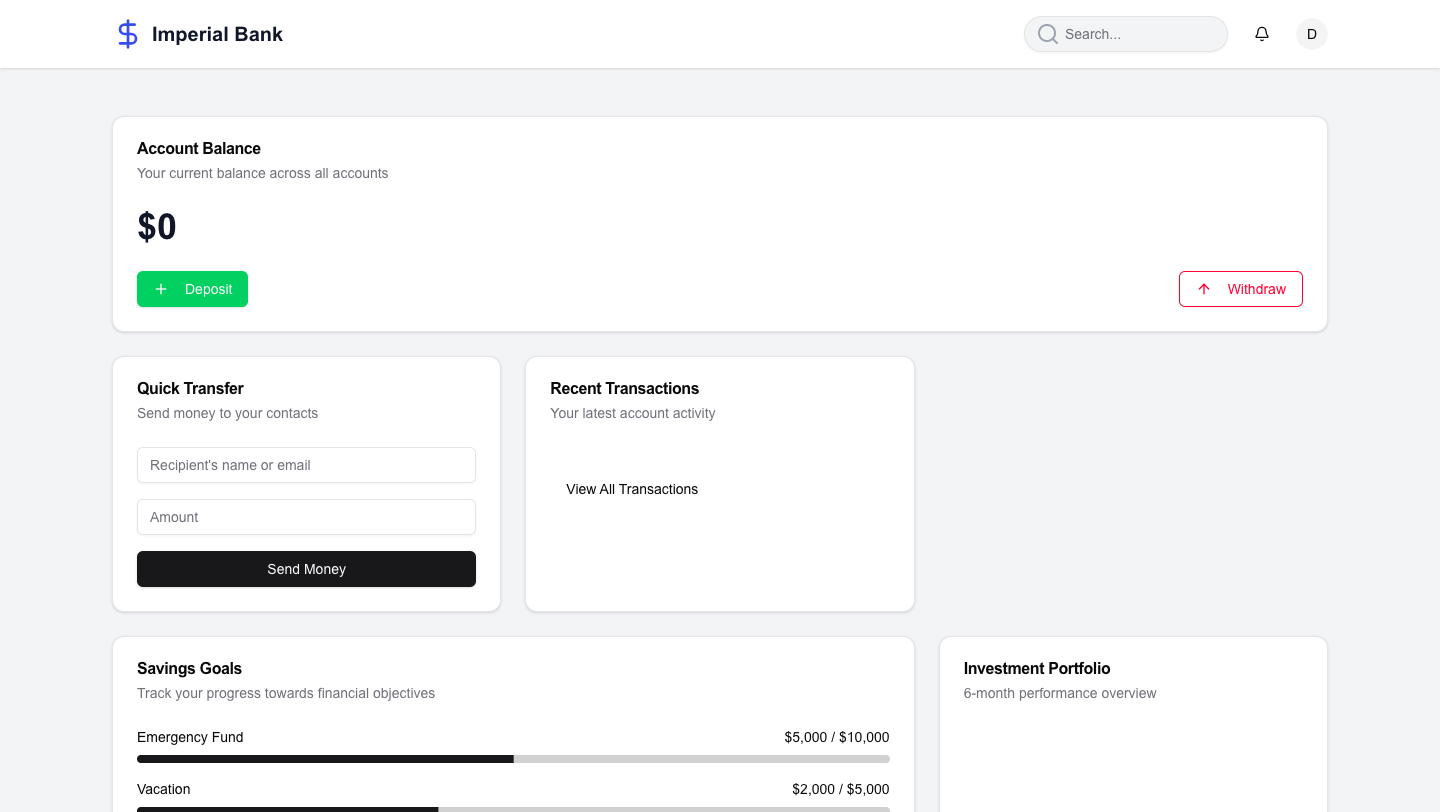 Imperial Bank
Search...
D
Account Balance
Your current balance across all accounts
$0
Deposit
Withdraw
Quick Transfer
Send money to your contacts
Recipient's name or email
Amount
Send Money
Recent Transactions
Your latest account activity
View All Transactions
Savings Goals
Track your progress towards financial objectives
Emergency Fund $5,000 / $10,000
Vacation $2,000 / $5,000
Investment Portfolio
6-month performance overview